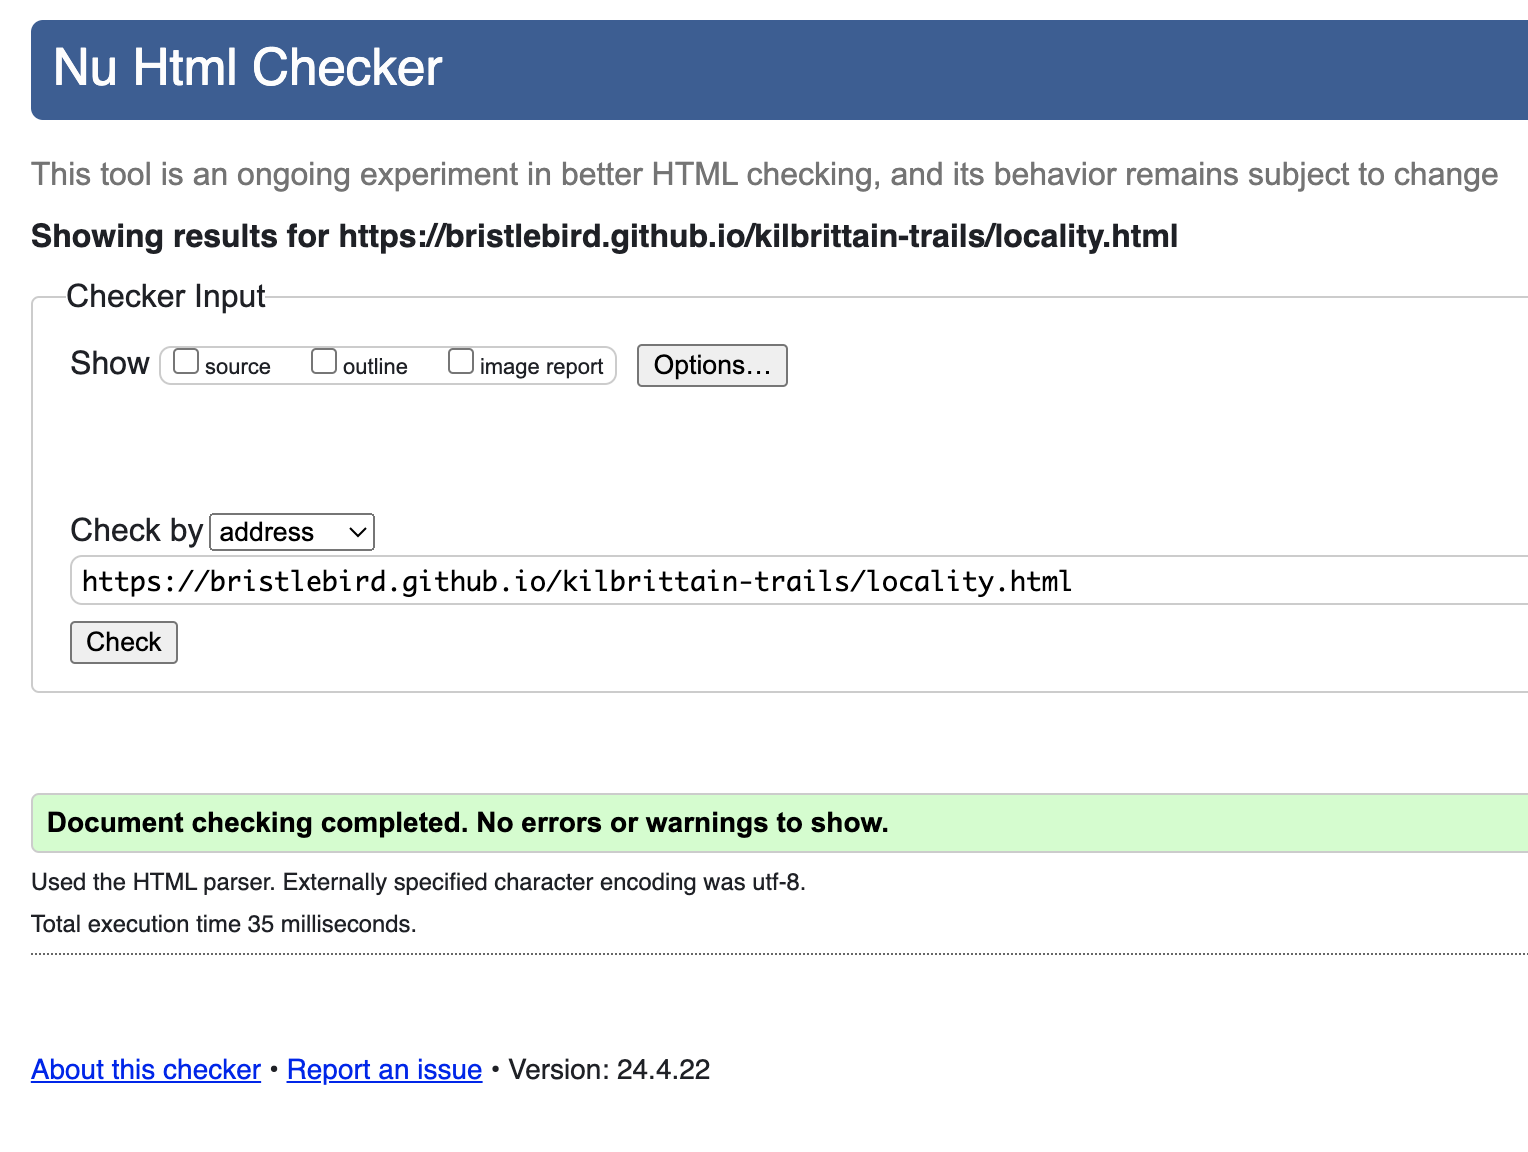 Nu Html Checker
This tool is an ongoing experiment in better HTML checking, and its behavior remains subject to change
Showing results for https://bristlebird.github.io/kilbrittain-trails/locality.html
Checker Input
Show source outline image report Options...
Check by address
https://bristlebird.github.io/kilbrittain-trails/locality.html
Check
Document checking completed. No errors or warnings to show.
Used the HTML parser. Externally specified character encoding was utf-8.
Total execution time 35 milliseconds.
About this checker • Report an issue • Version: 24.4.22